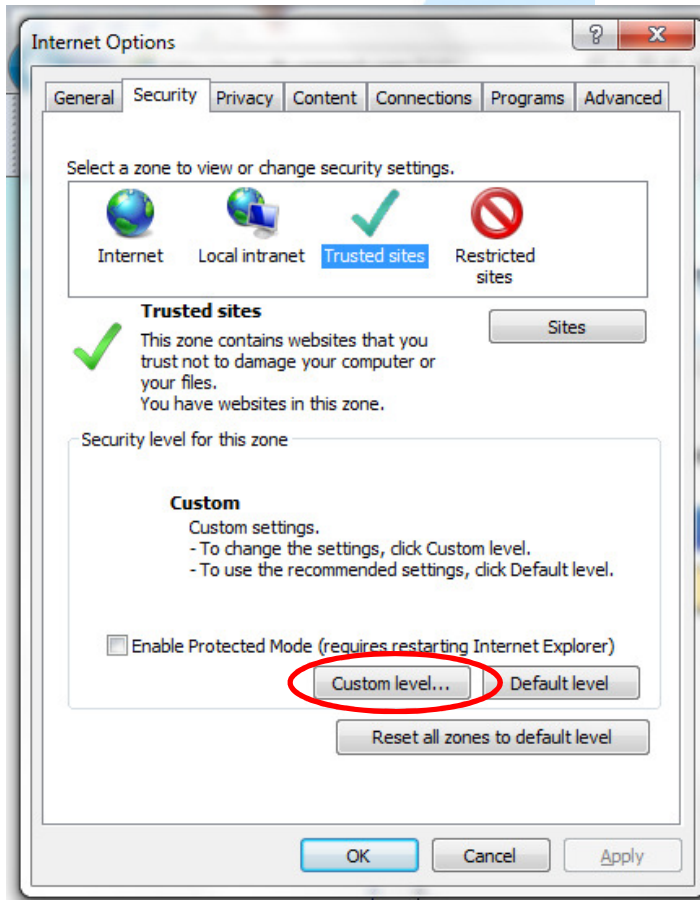 Internet Options
General Security Privacy Content Connections Programs Advanced
Select a zone to view or change security settings.
Internet Local intranet Trusted sites Restricted
sites
Trusted sites
Sites
This zone contains websites that you
trust not to damage your computer or
your files.
You have websites in this zone.
Security level for this zone
Custom
Custom settings.
- To change the settings, click Custom level.
- To use the recommended settings, click Default level.
Enable Protected Mode (requires restarting Internet Explorer)
Custom level... Default level
Reset all zones to default level
OK Cancel Apply